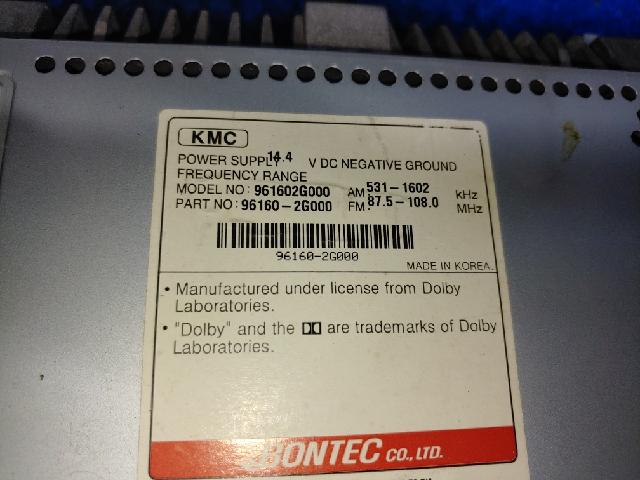 KMC
POWER SUPPLY 14.4 V DC NEGATIVE GROUND
FREQUENCY RANGE
MODEL NO: 961602G000 AM 531-1602 kHz
PART NO: 96160-2G000 FM: 87.5-108.0 MHz
96160-2G000
MADE IN KOREA.
• Manufactured under license from Dolby
Laboratories.
• "Dolby" and the DD are trademarks of Dolby
Laboratories.
BONTEC CO., LTD.